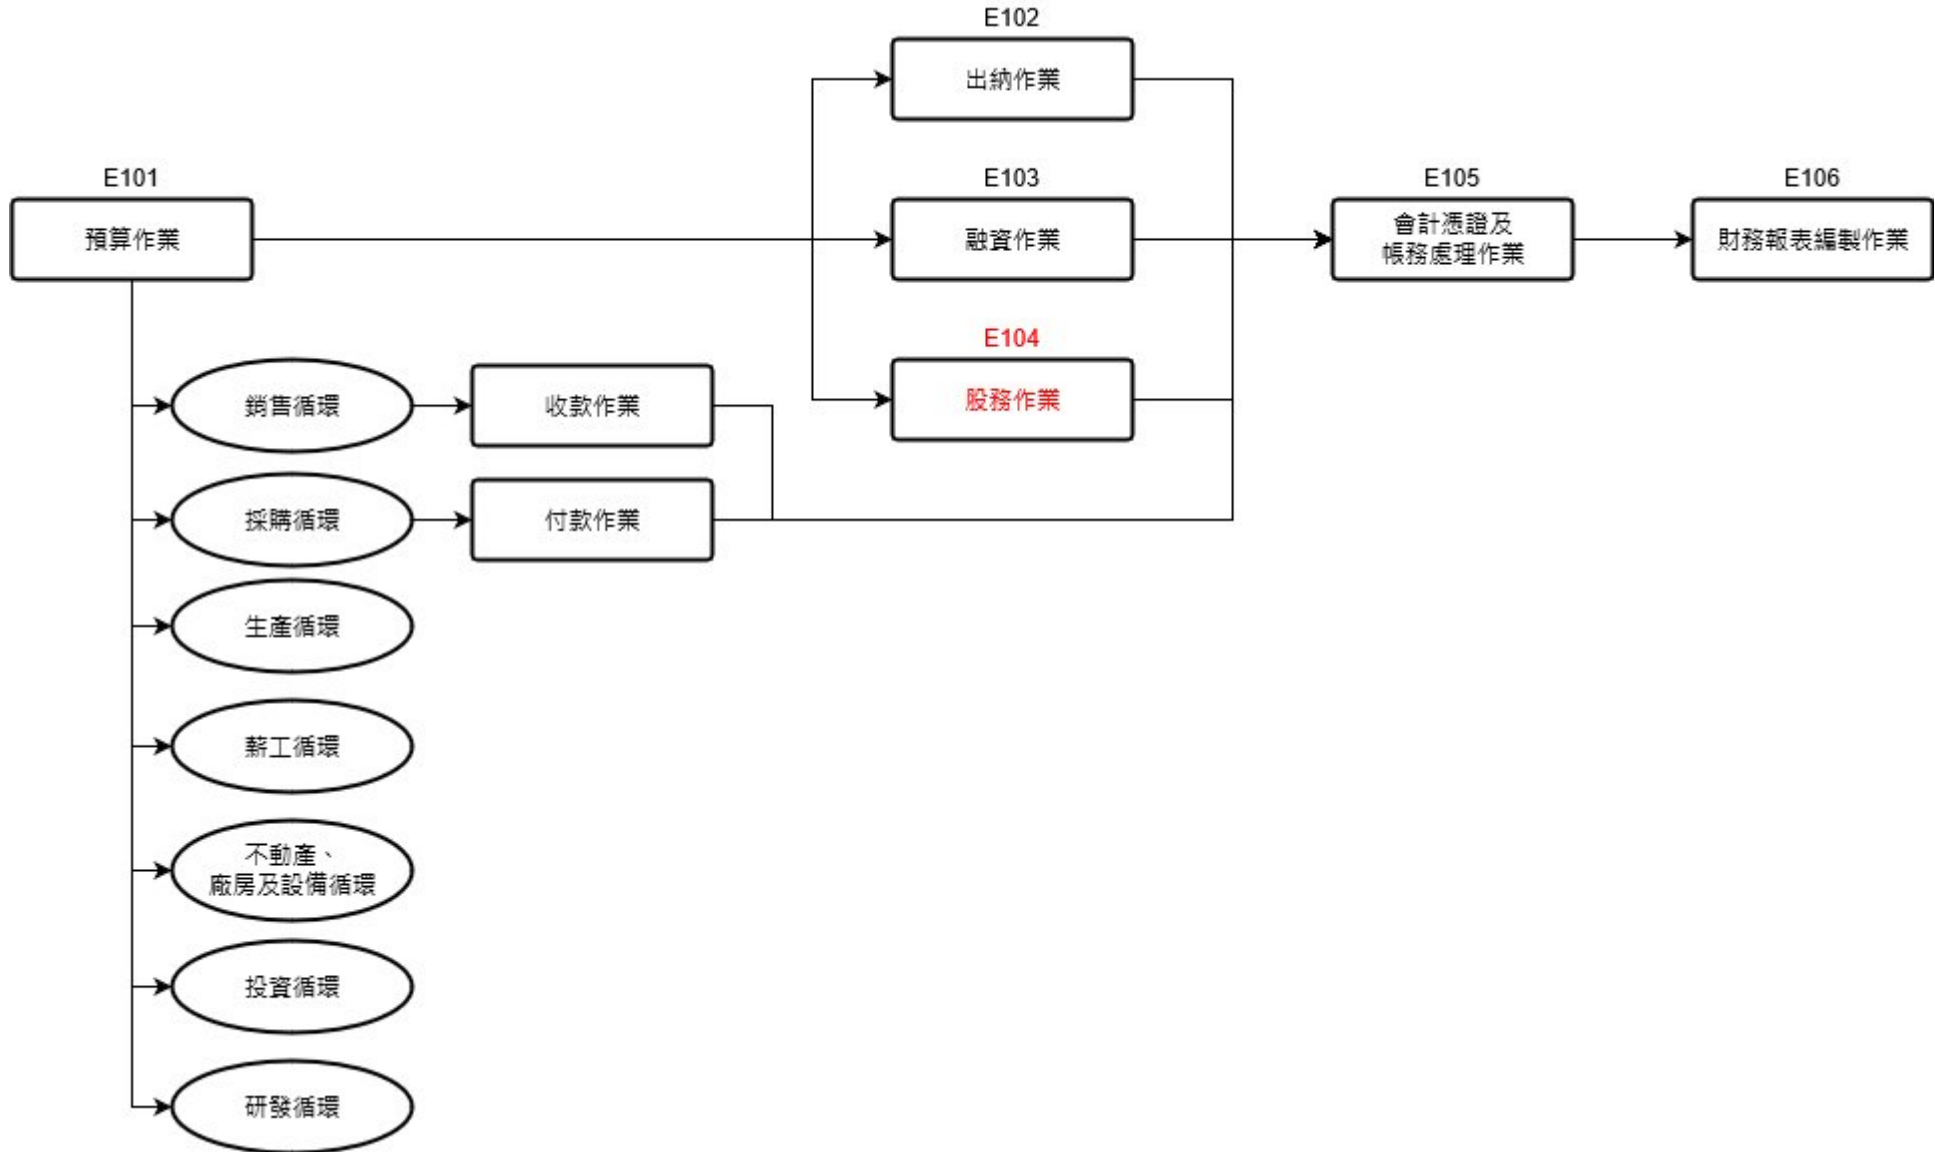 E102
出納作業
E101
預算作業
E103
融資作業
E105
會計憑證及
帳務處理作業
E106
財務報表編製作業
E104
股務作業
銷售循環
收款作業
採購循環
付款作業
生產循環
薪工循環
不動產、
廠房及設備循環
投資循環
研發循環